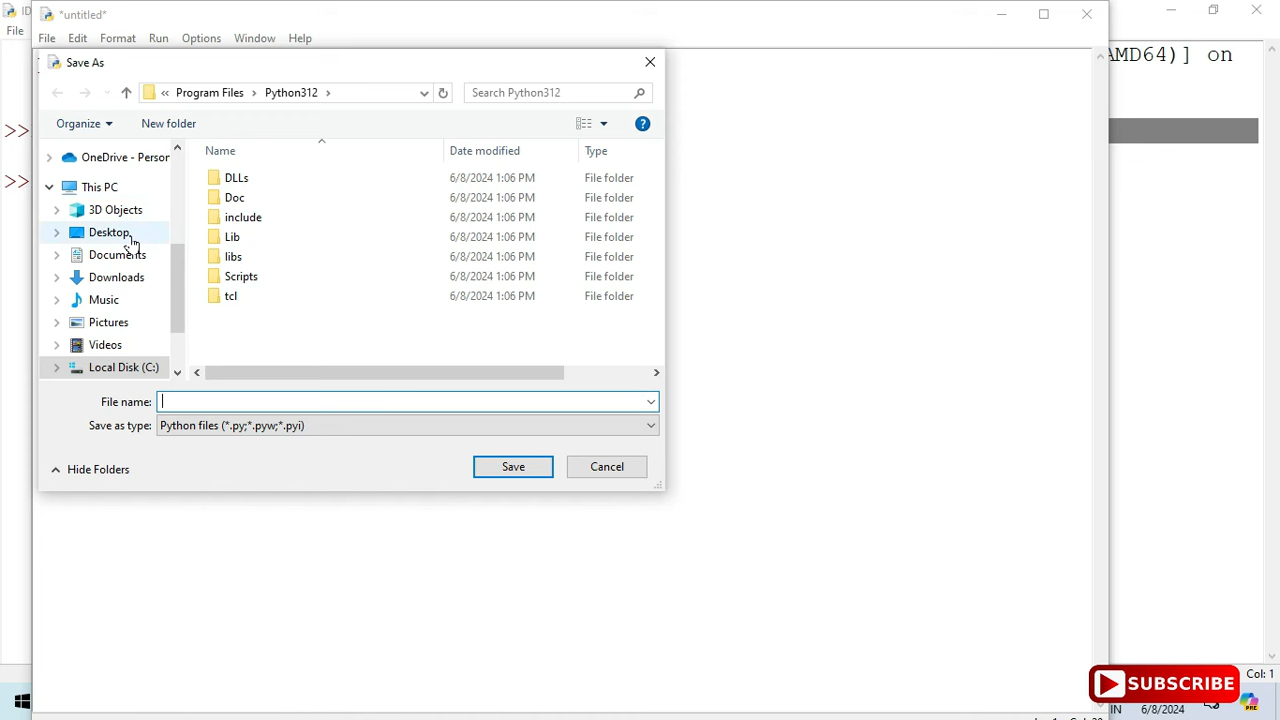 *untitled*
File Edit Format Run Options Window Help
File
Save As
« Program Files > Python312 >
Search Python312
Organize
New folder
AMD64)] on
>>
>>
Name Date modified Type
OneDrive - Person
This PC
3D Objects
Desktop
Documents
Downloads
Music
Pictures
Videos
Local Disk (C:)
DLLs 6/8/2024 1:06 PM File folder
Doc 6/8/2024 1:06 PM File folder
include 6/8/2024 1:06 PM File folder
Lib 6/8/2024 1:06 PM File folder
libs 6/8/2024 1:06 PM File folder
Scripts 6/8/2024 1:06 PM File folder
tcl 6/8/2024 1:06 PM File folder
File name:
Save as type: Python files (*.py;*.pyw;*.pyi)
Hide Folders
Save Cancel
SUBSCRIBE
Col: 1
IN 6/8/2024
PRE